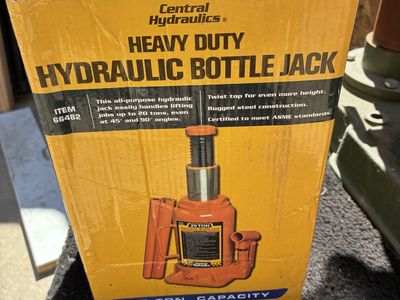 Central
Hydraulics®
HEAVY DUTY
HYDRAULIC BOTTLE JACK
ITEM
66482
This all-purpose hydraulic
jack easily handles lifting
jobs up to 20 tons, even
at 45° and 90° angles.
Twist top for even more height.
Rugged steel construction.
Certified to meet ASME standards.
20 TON
CAPACITY